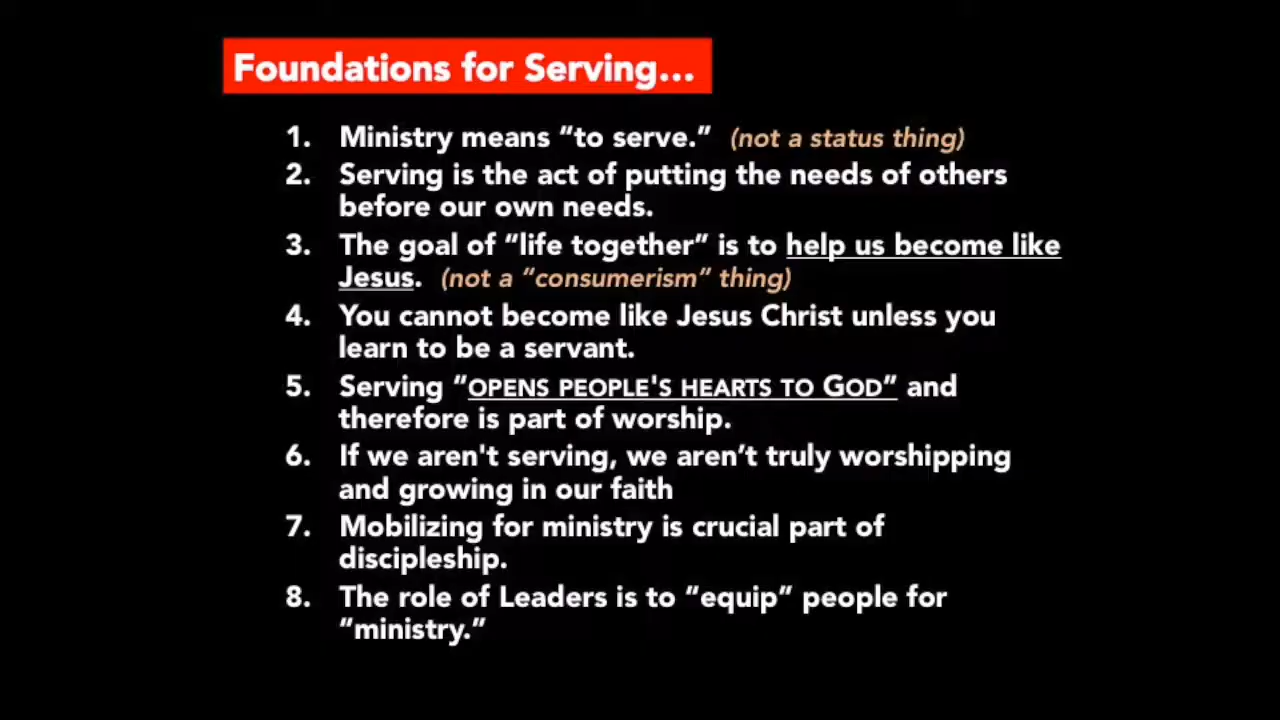 Foundations for Serving...
1. Ministry means “to serve.” (not a status thing)
2. Serving is the act of putting the needs of others
before our own needs.
3. The goal of “life together” is to help us become like
Jesus. (not a “consumerism” thing)
4. You cannot become like Jesus Christ unless you
learn to be a servant.
5. Serving “OPENS PEOPLE'S HEARTS TO GOD” and
therefore is part of worship.
6. If we aren't serving, we aren’t truly worshipping
and growing in our faith
7. Mobilizing for ministry is crucial part of
discipleship.
8. The role of Leaders is to “equip” people for
“ministry.”